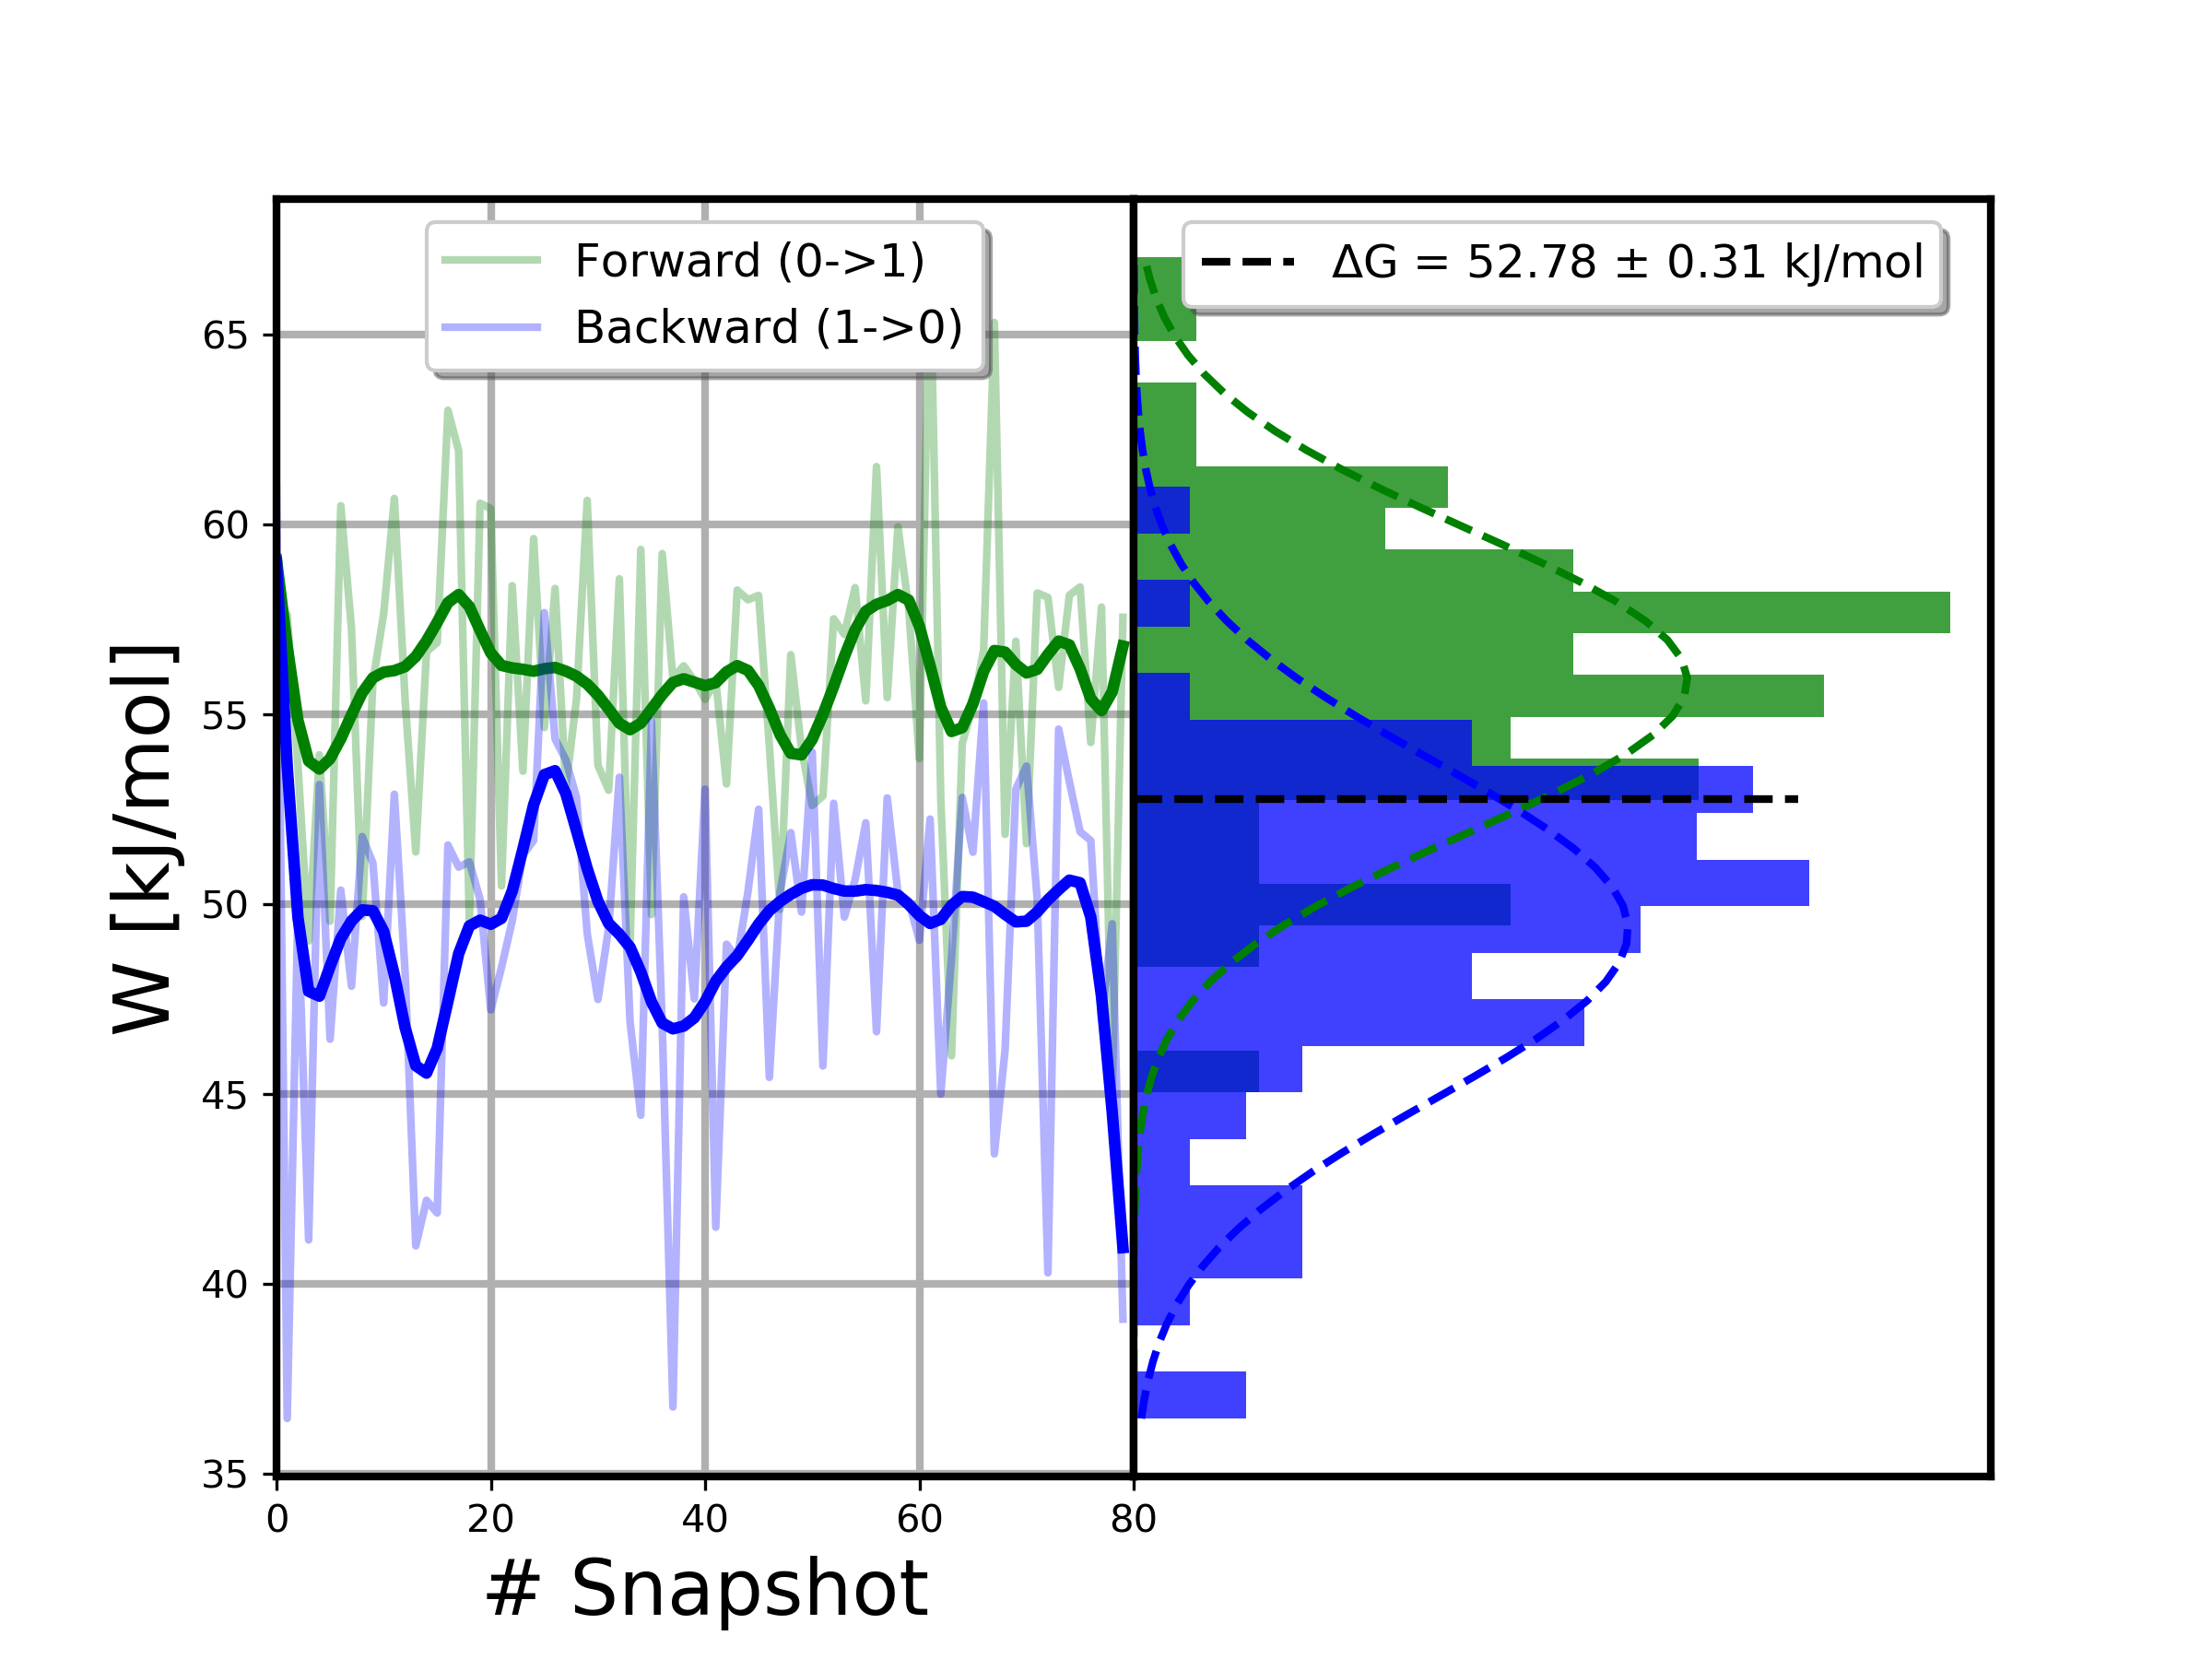 Forward (0->1)
Backward (1->0)
ΔG = 52.78 ± 0.31 kJ/mol
65
60
55
50
45
40
35
W [kJ/mol]
0 20 40 60 80
# Snapshot